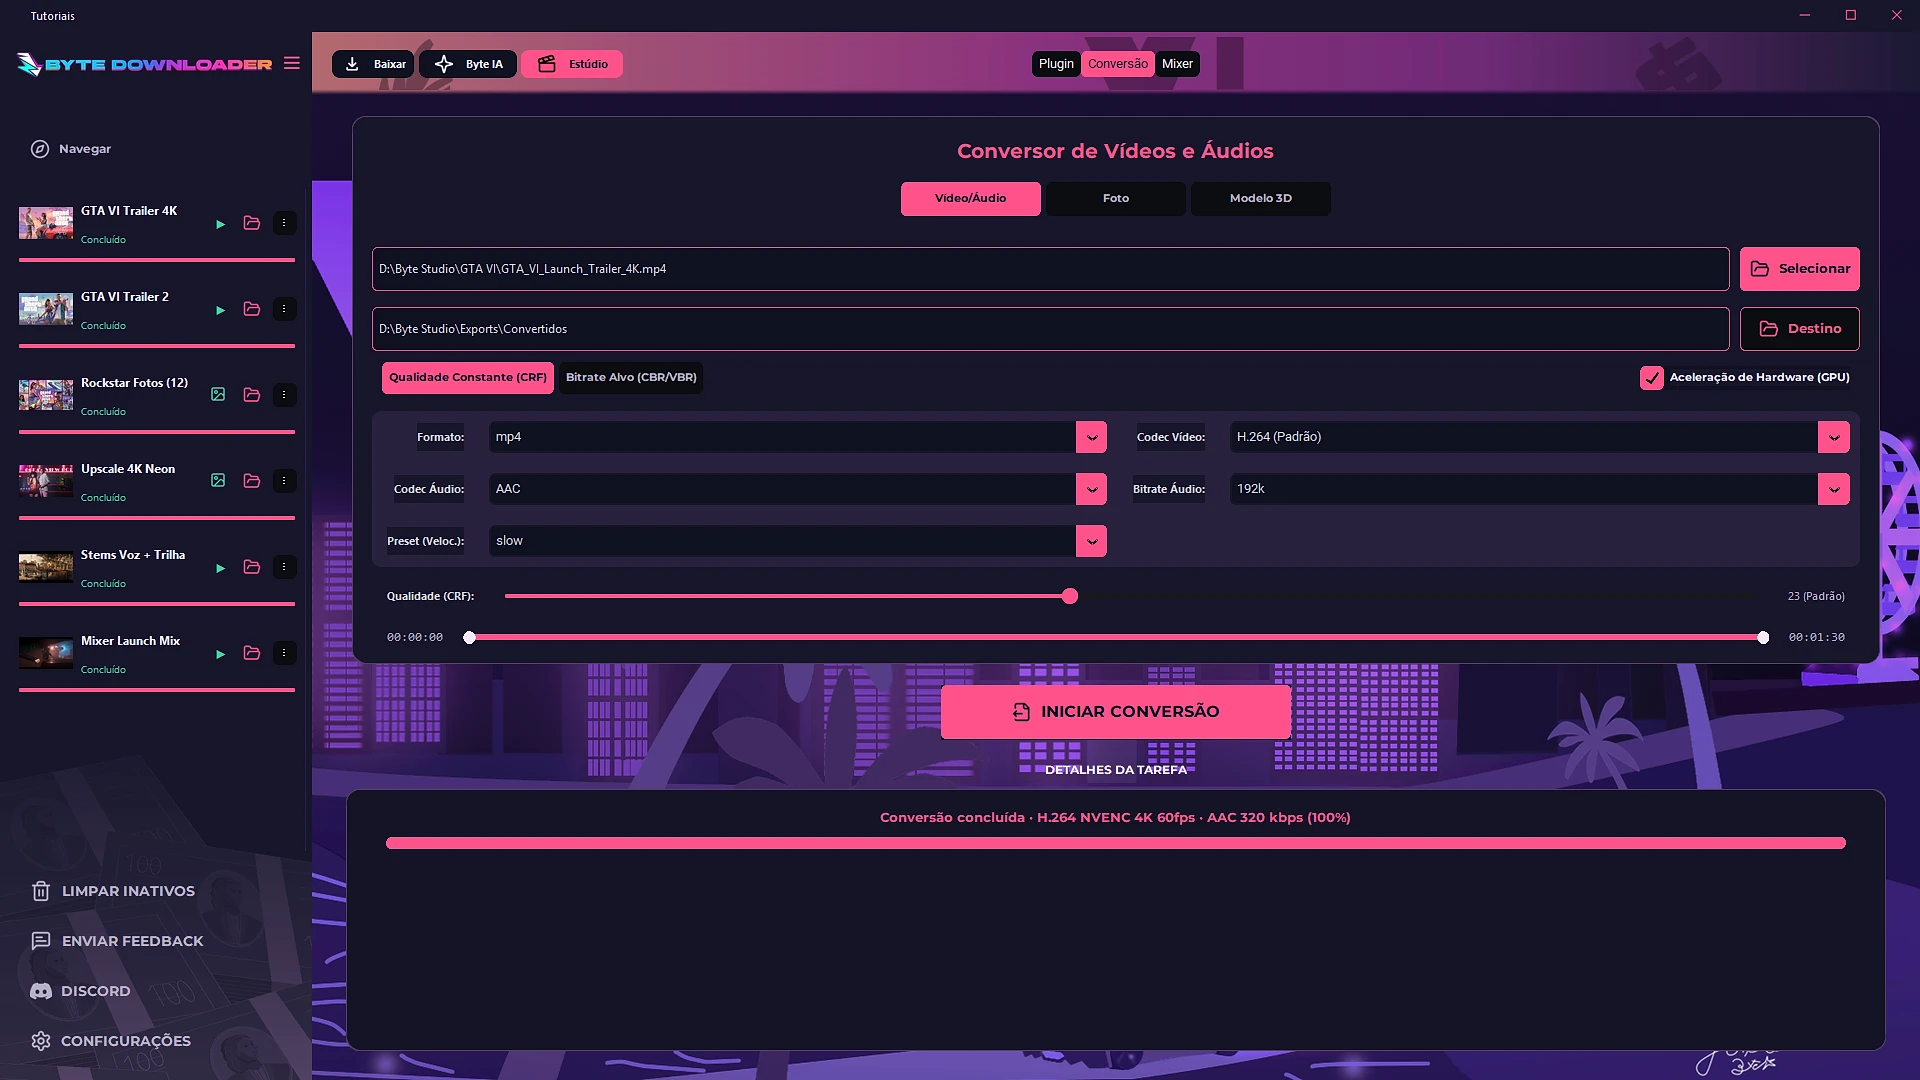 Tutoriais
BYTE DOWNLOADER
Baixar
Byte IA
Estúdio
Plugin
Conversão
Mixer
Navegar
GTA VI Trailer 4K
Concluído
GTA VI Trailer 2
Concluído
Rockstar Fotos (12)
Concluído
Upscale 4K Neon
Concluído
Stems Voz + Trilha
Concluído
Mixer Launch Mix
Concluído
LIMPAR INATIVOS
ENVIAR FEEDBACK
DISCORD
CONFIGURAÇÕES
Conversor de Vídeos e Áudios
Vídeo/Áudio
Foto
Modelo 3D
D:\Byte Studio\GTA VI\GTA_VI_Launch_Trailer_4K.mp4
Selecionar
D:\Byte Studio\Exports\Convertidos
Destino
Qualidade Constante (CRF)
Bitrate Alvo (CBR/VBR)
Aceleração de Hardware (GPU)
Formato:
mp4
Codec Vídeo:
H.264 (Padrão)
Codec Áudio:
AAC
Bitrate Áudio:
192k
Preset (Veloc.):
slow
Qualidade (CRF):
23 (Padrão)
00:00:00
00:01:30
INICIAR CONVERSÃO
DETALHES DA TAREFA
Conversão concluída · H.264 NVENC 4K 60fps · AAC 320 kbps (100%)
100
100
100